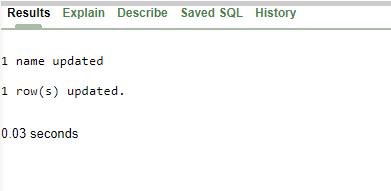 Results Explain Describe Saved SQL History
1 name updated
1 row(s) updated.
0.03 seconds